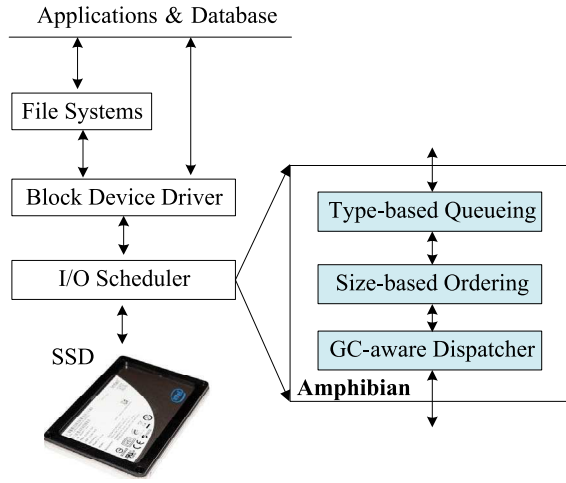 Applications & Database
File Systems
Block Device Driver
I/O Scheduler
SSD
Type-based Queueing
Size-based Ordering
GC-aware Dispatcher
Amphibian